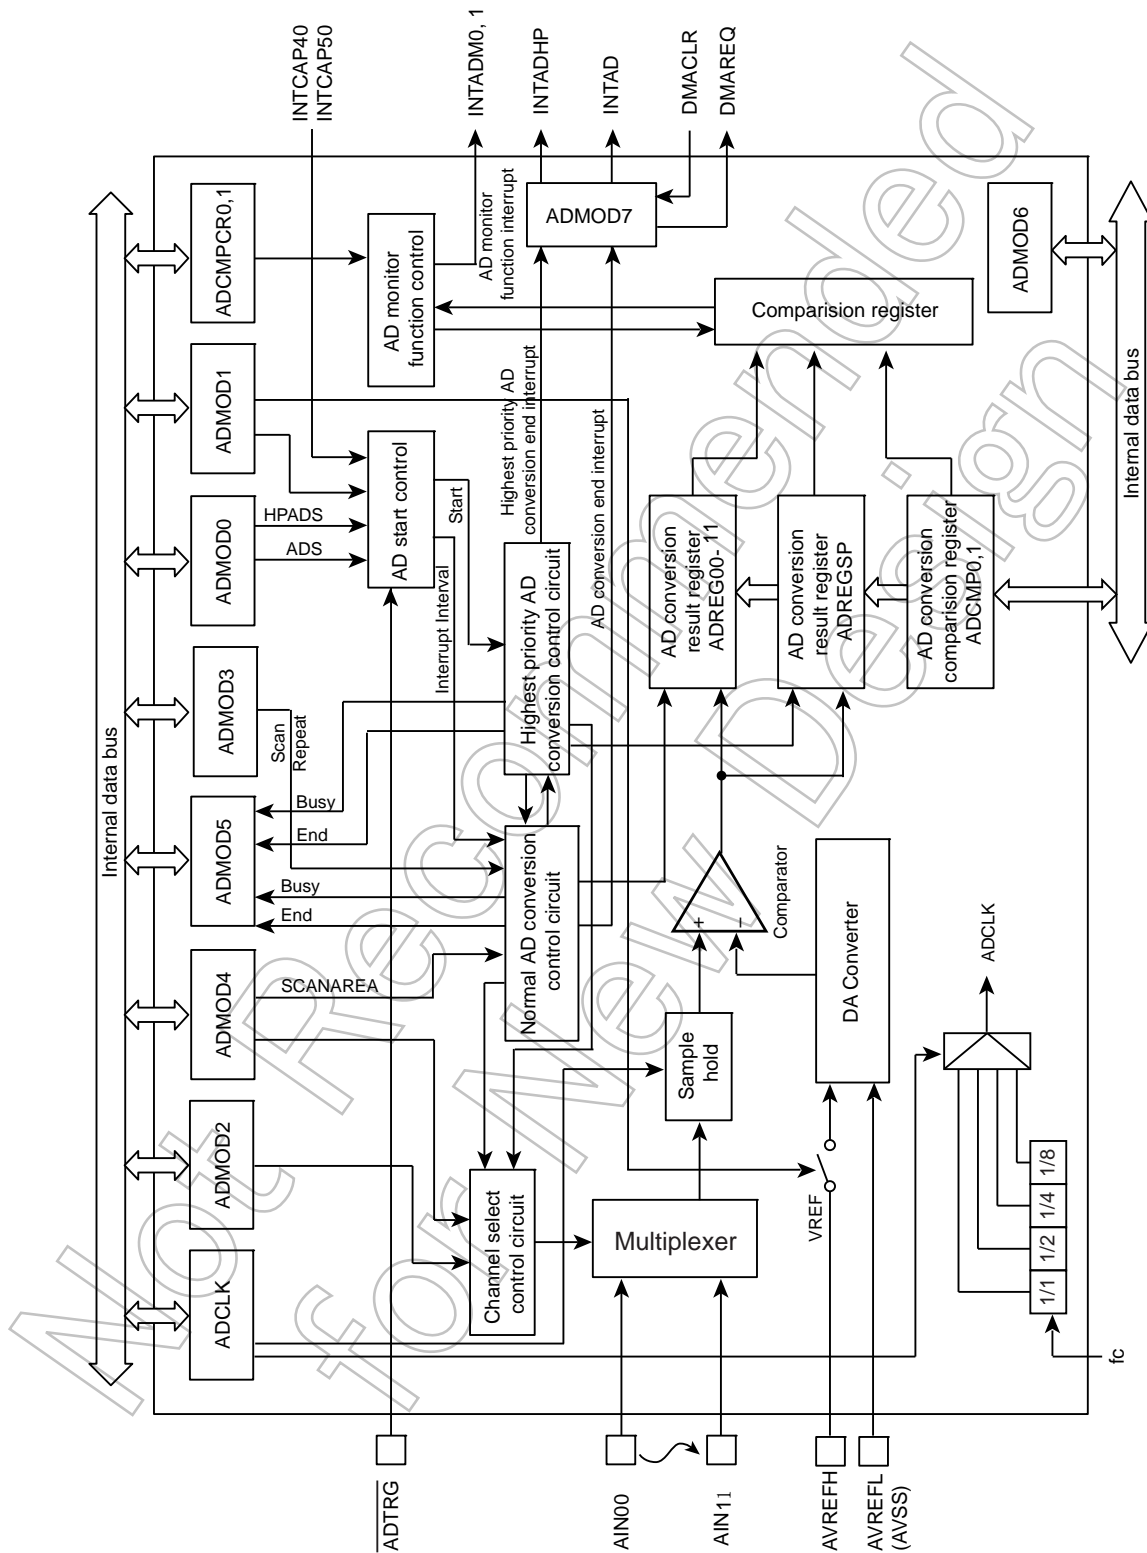 Internal data bus
ADCLK
ADMOD2
ADMOD4
ADMOD5
ADMOD3
ADMOD0
ADMOD1
ADCMPCR0,1
INTCAP40
INTCAP50
SCANAREA
End
Busy
End
Busy
Scan
Repeat
ADS
HPADS
ADTRG
AD start control
AD monitor
function control
INTADM0, 1
AD monitor
function interrupt
Interrupt Interval
Start
Channel select
control circuit
Normal AD conversion
control circuit
Highest priority AD
conversion control circuit
Highest priority AD
conversion end interrupt
AD conversion end interrupt
ADMOD7
INTADHP
INTAD
DMACLR
DMAREQ
AIN00
AIN11
Multiplexer
Sample
hold
+
−
Comparator
AD conversion
result register
ADREG00- 11
AD conversion
result register
ADREGSP
AD conversion
comparision register
ADCMP0,1
Comparision register
VREF
DA Converter
AVREFH
AVREFL
(AVSS)
ADCLK
1/1
1/2
1/4
1/8
fc
ADMOD6
Internal data bus
Not Recommended
for New Design